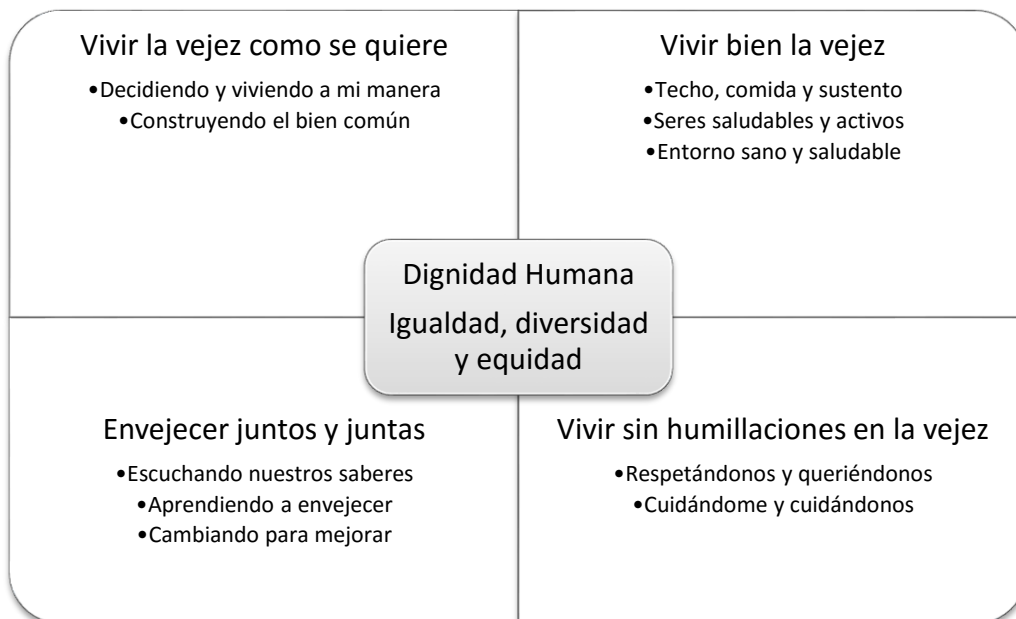 Vivir la vejez como se quiere
•Decidiendo y viviendo a mi manera
•Construyendo el bien común
Vivir bien la vejez
•Techo, comida y sustento
•Seres saludables y activos
•Entorno sano y saludable
Dignidad Humana
Igualdad, diversidad
y equidad
Envejecer juntos y juntas
•Escuchando nuestros saberes
•Aprendiendo a envejecer
•Cambiando para mejorar
Vivir sin humillaciones en la vejez
•Respetándonos y queriéndonos
•Cuidándome y cuidándonos